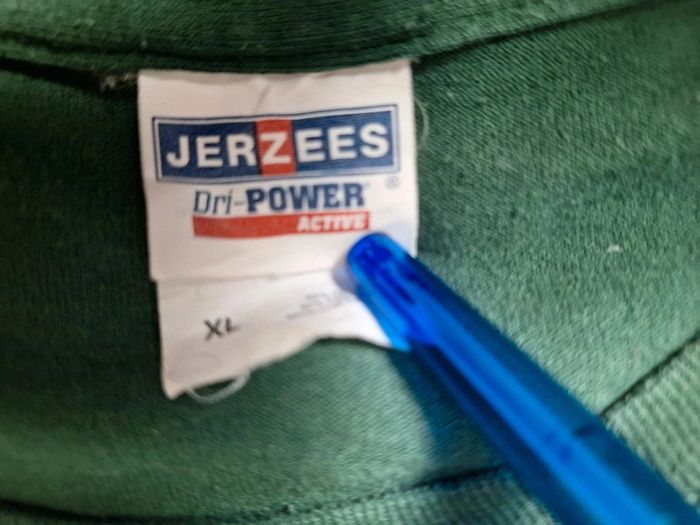 JERZEES
®
Dri-POWER
ACTIVE
XL